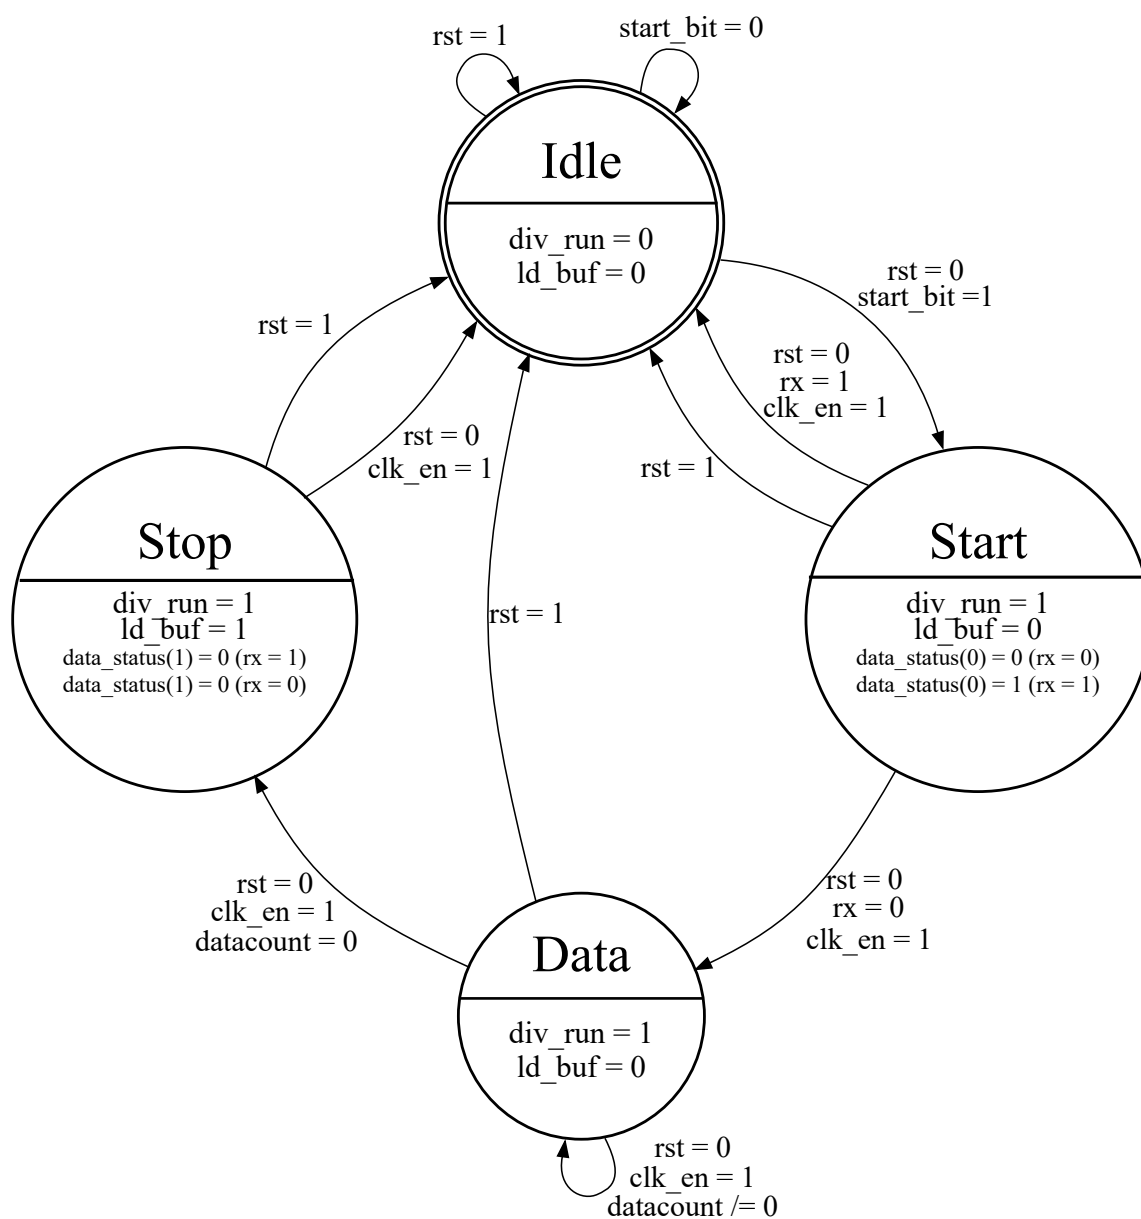 rst = 1
start_bit = 0
Idle
div_run = 0
ld_buf = 0
rst = 0
start_bit =1
rst = 1
rst = 0
rx = 1
clk_en = 1
rst = 0
clk_en = 1
rst = 1
Stop
div_run = 1
ld_buf = 1
data_status(1) = 0 (rx = 1)
data_status(1) = 0 (rx = 0)
rst = 1
Start
div_run = 1
ld_buf = 0
data_status(0) = 0 (rx = 0)
data_status(0) = 1 (rx = 1)
rst = 0
clk_en = 1
datacount = 0
rst = 0
rx = 0
clk_en = 1
Data
div_run = 1
ld_buf = 0
rst = 0
clk_en = 1
datacount /= 0